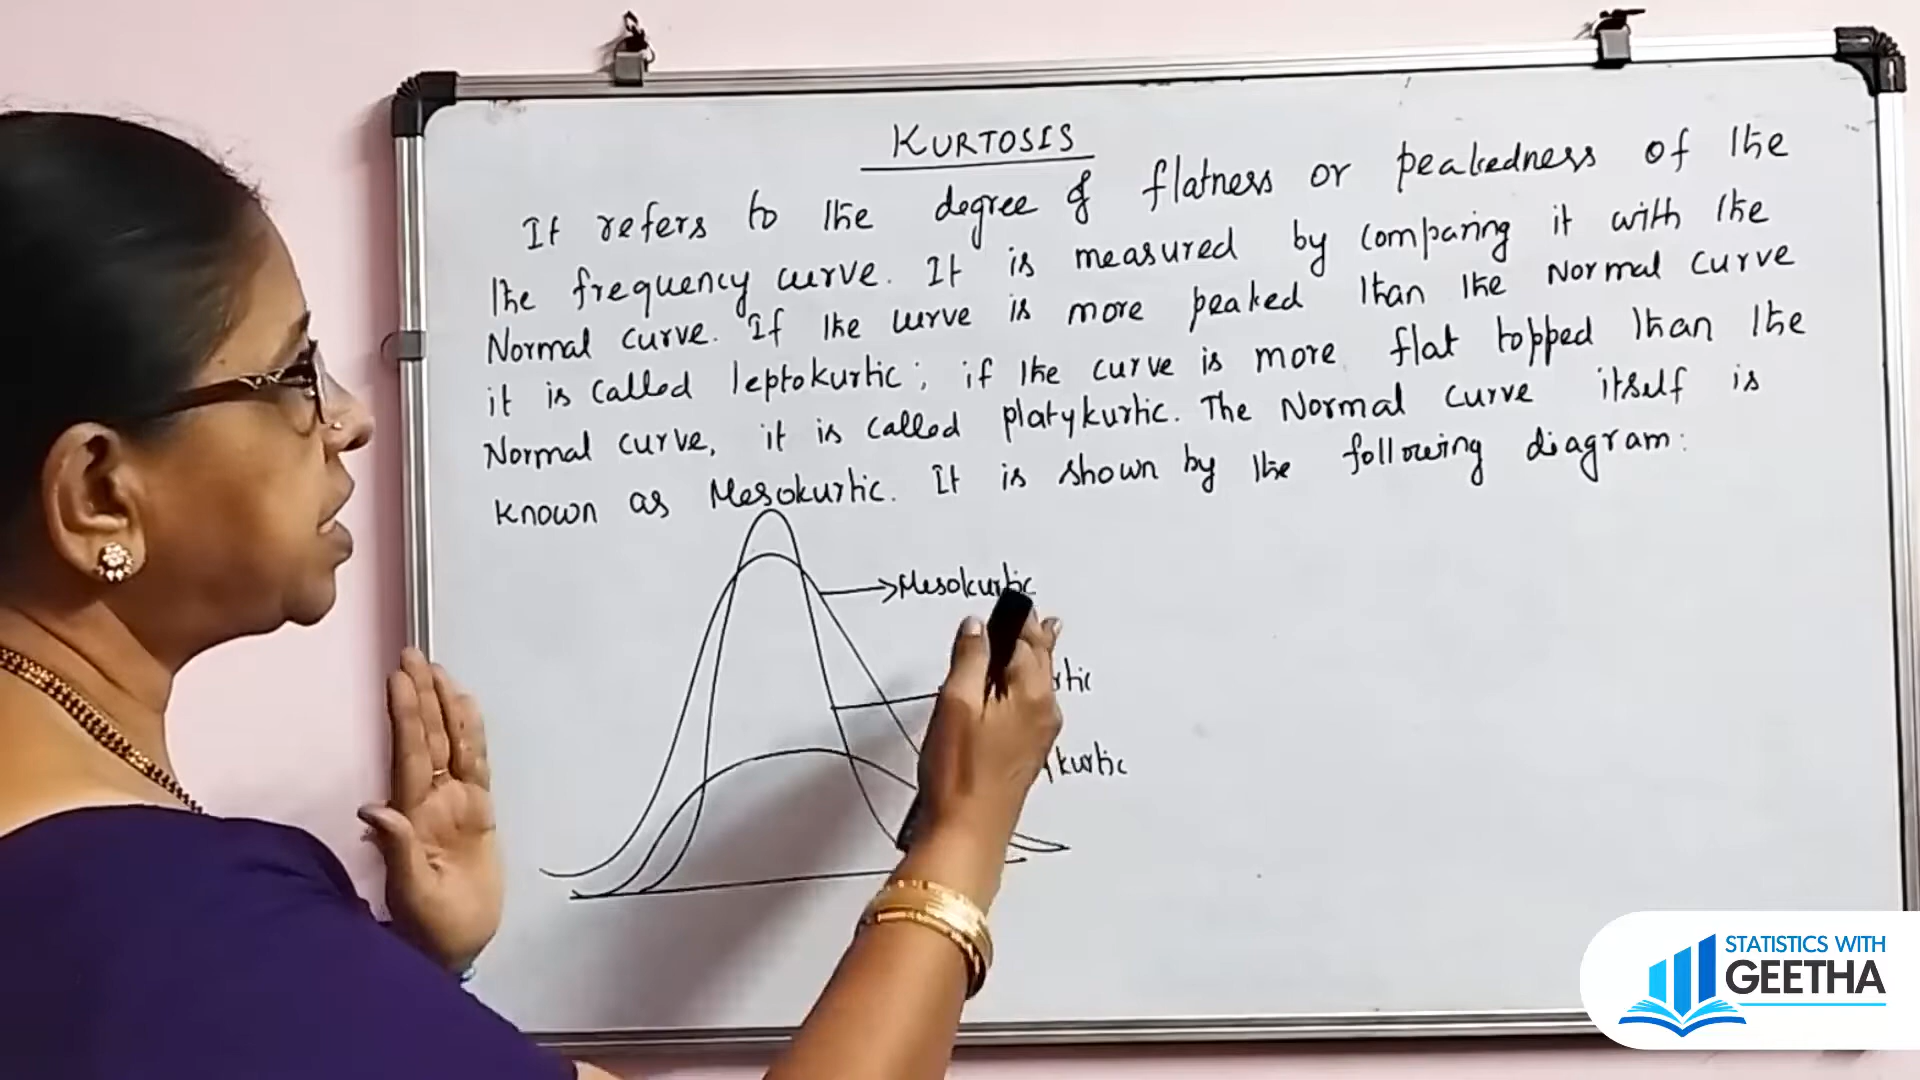 KURTOSIS
It refers to the degree of flatness or peakedness of the
the frequency curve. It is measured by comparing it with the
Normal curve. If the curve is more peaked than the Normal curve
it is called leptokurtic; if the curve is more flat topped than the
Normal curve, it is called platykurtic. The Normal curve itself is
known as Mesokurtic. It is shown by the following diagram:
Mesokurtic
rtic
kurtic
STATISTICS WITH
GEETHA